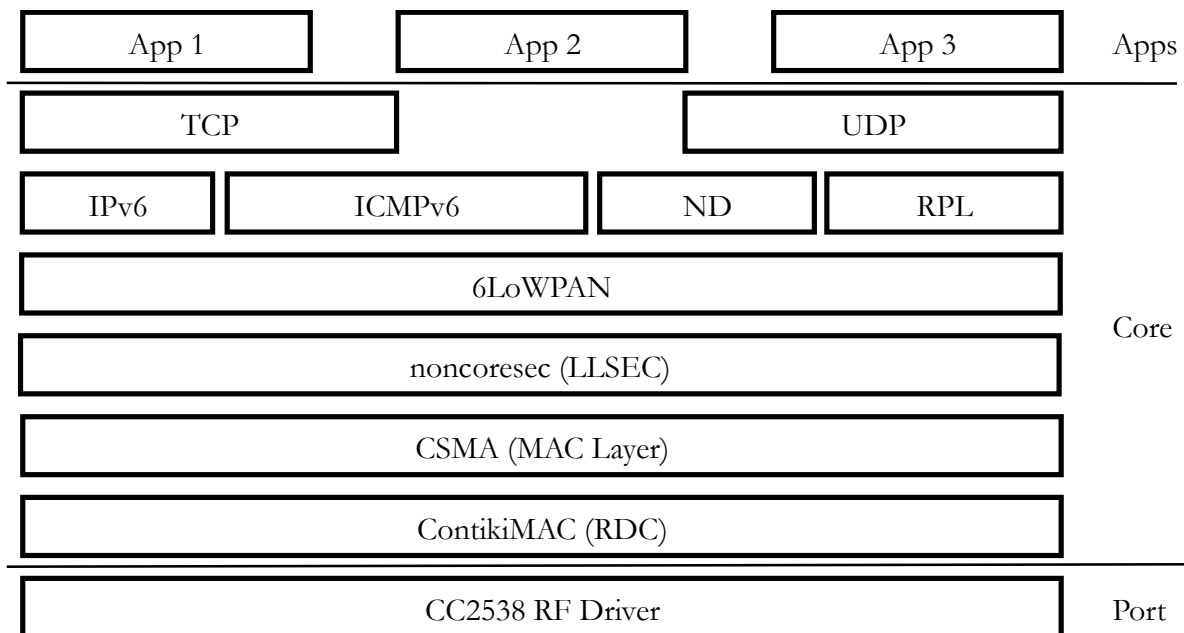 App 1 App 2 App 3 Apps
TCP UDP
IPv6 ICMPv6 ND RPL
6LoWPAN
Core
noncoresec (LLSEC)
CSMA (MAC Layer)
ContikiMAC (RDC)
CC2538 RF Driver Port